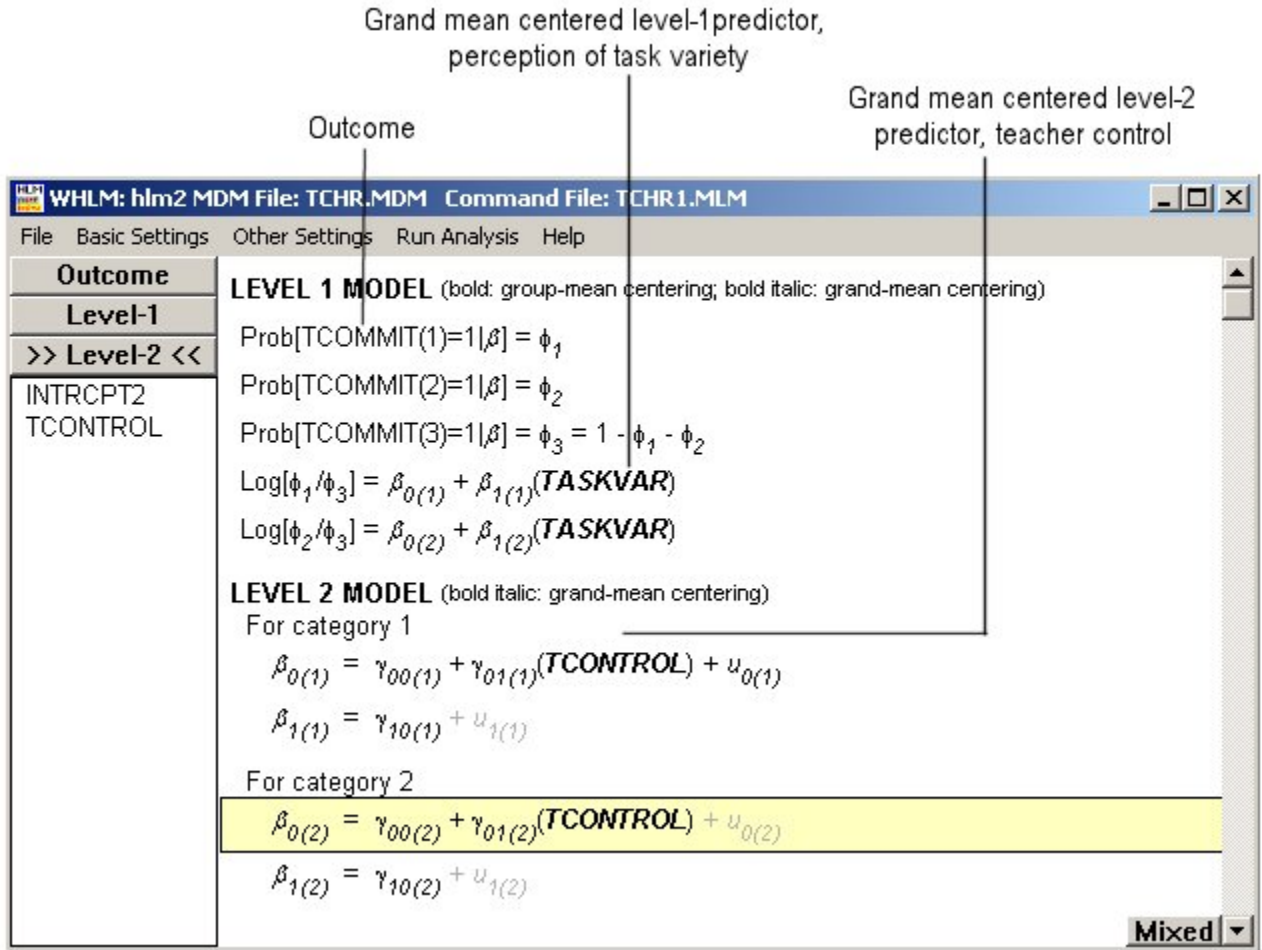 Grand mean centered level-1predictor,
perception of task variety
Grand mean centered level-2
predictor, teacher control
Outcome
WHLM: hlm2 MDM File: TCHR.MDM Command File: TCHR1.MLM
File Basic Settings Other Settings Run Analysis Help
Outcome
Level-1
>> Level-2 <<
INTRCPT2
TCONTROL
LEVEL 1 MODEL (bold: group-mean centering; bold italic: grand-mean centering)
Prob[TCOMMIT(1)=1|β] = ϕ1
Prob[TCOMMIT(2)=1|β] = ϕ2
Prob[TCOMMIT(3)=1|β] = ϕ3 = 1 - ϕ1 - ϕ2
Log[ϕ1/ϕ3] = β0(1) + β1(1)(TASKVAR)
Log[ϕ2/ϕ3] = β0(2) + β1(2)(TASKVAR)
LEVEL 2 MODEL (bold italic: grand-mean centering)
For category 1
β0(1) = γ00(1) + γ01(1)(TCONTROL) + u0(1)
β1(1) = γ10(1) + u1(1)
For category 2
β0(2) = γ00(2) + γ01(2)(TCONTROL) + u0(2)
β1(2) = γ10(2) + u1(2)
Mixed